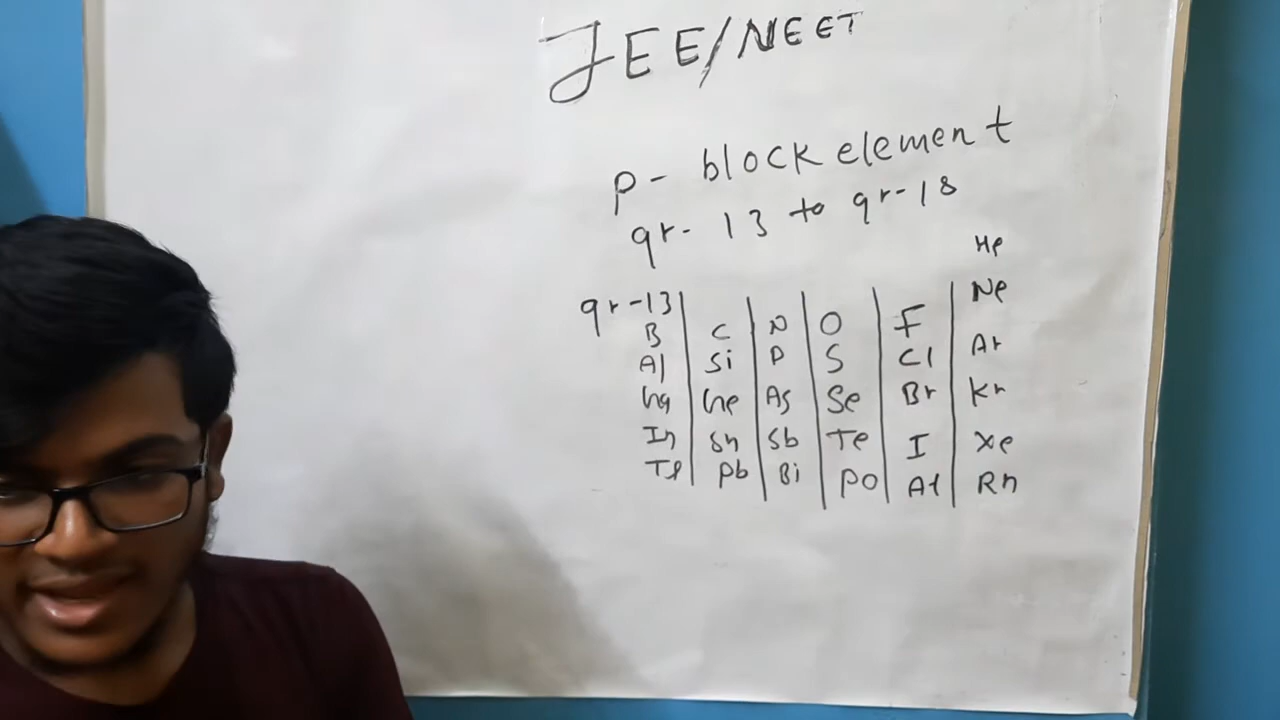 JEE/NEET
p- block element
gr- 13 to gr-18
He
gr-13 Ne
B C N O F
Al Si P S Cl Ar
Ga Ge As Se Br Kr
In Sn Sb Te I Xe
Tl Pb Bi Po At Rn